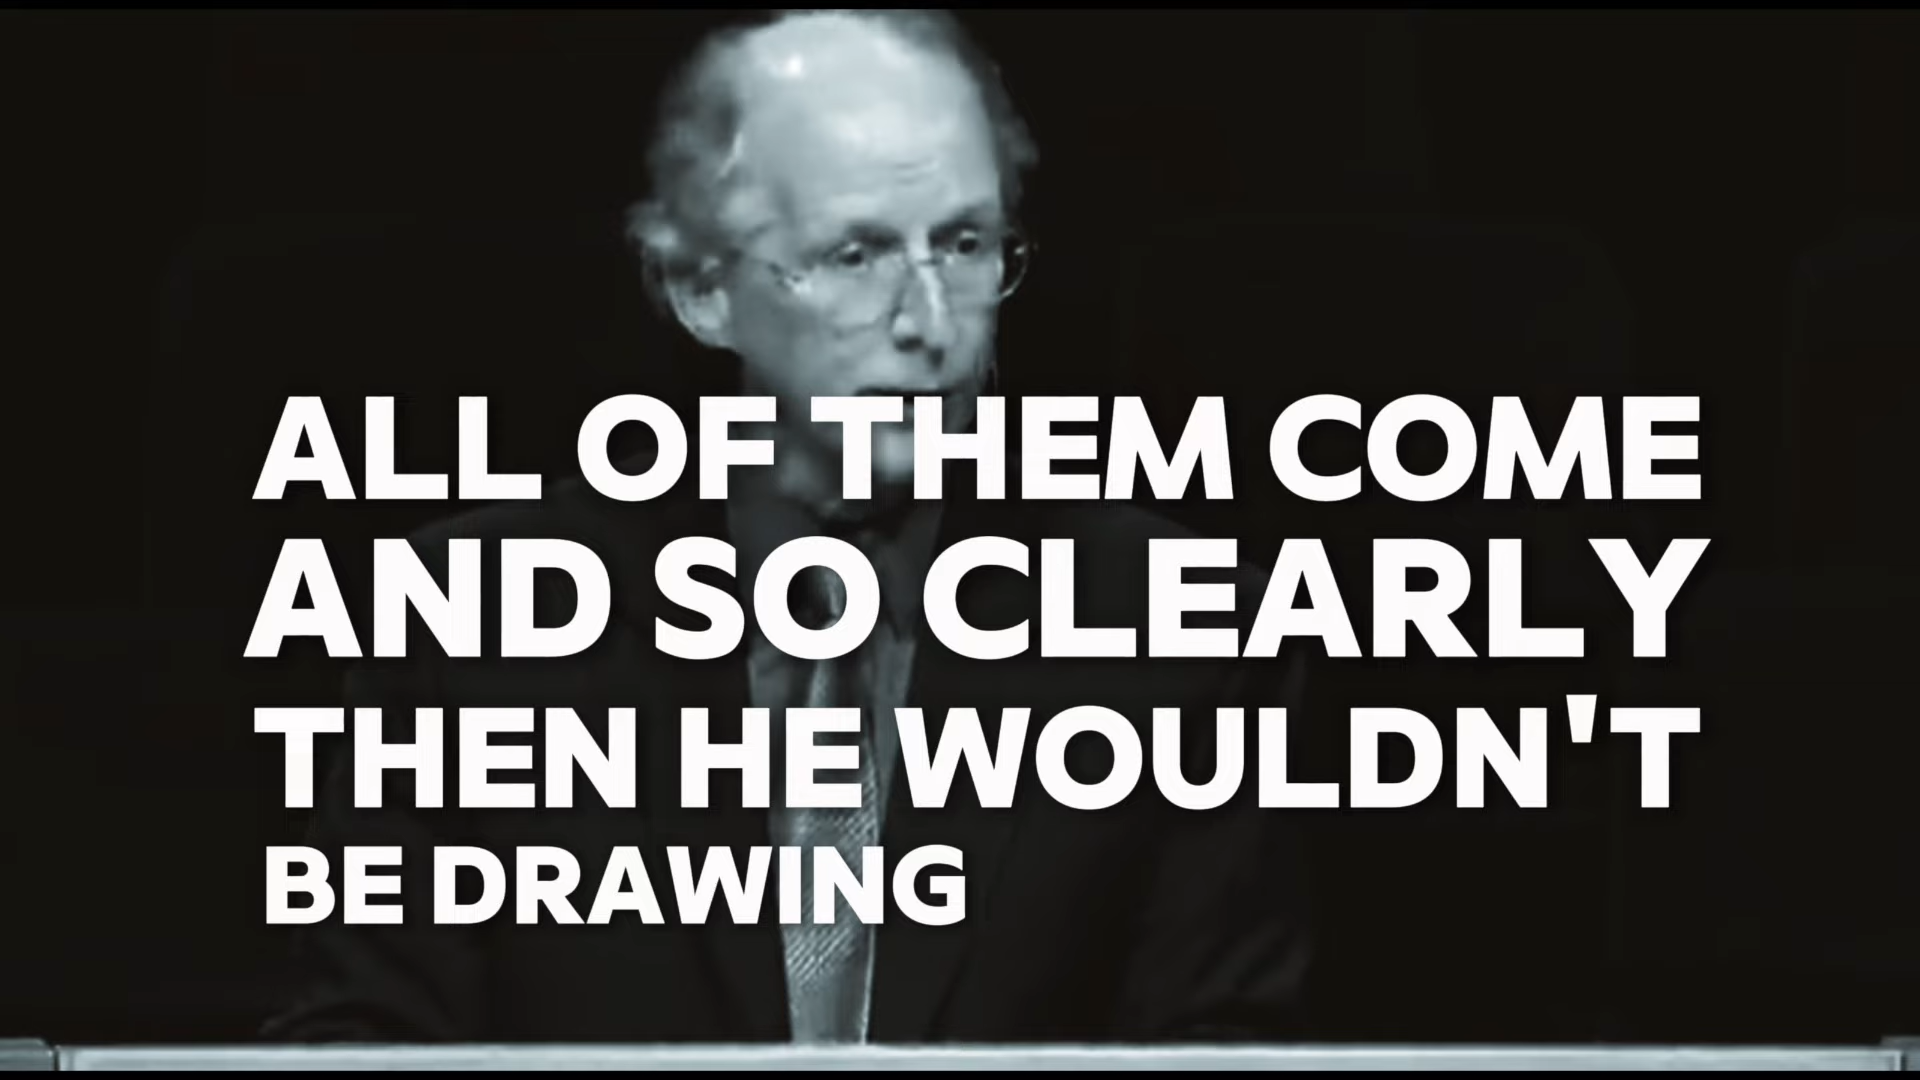 ALL OF THEM COME
AND SO CLEARLY
THEN HE WOULDN'T
BE DRAWING